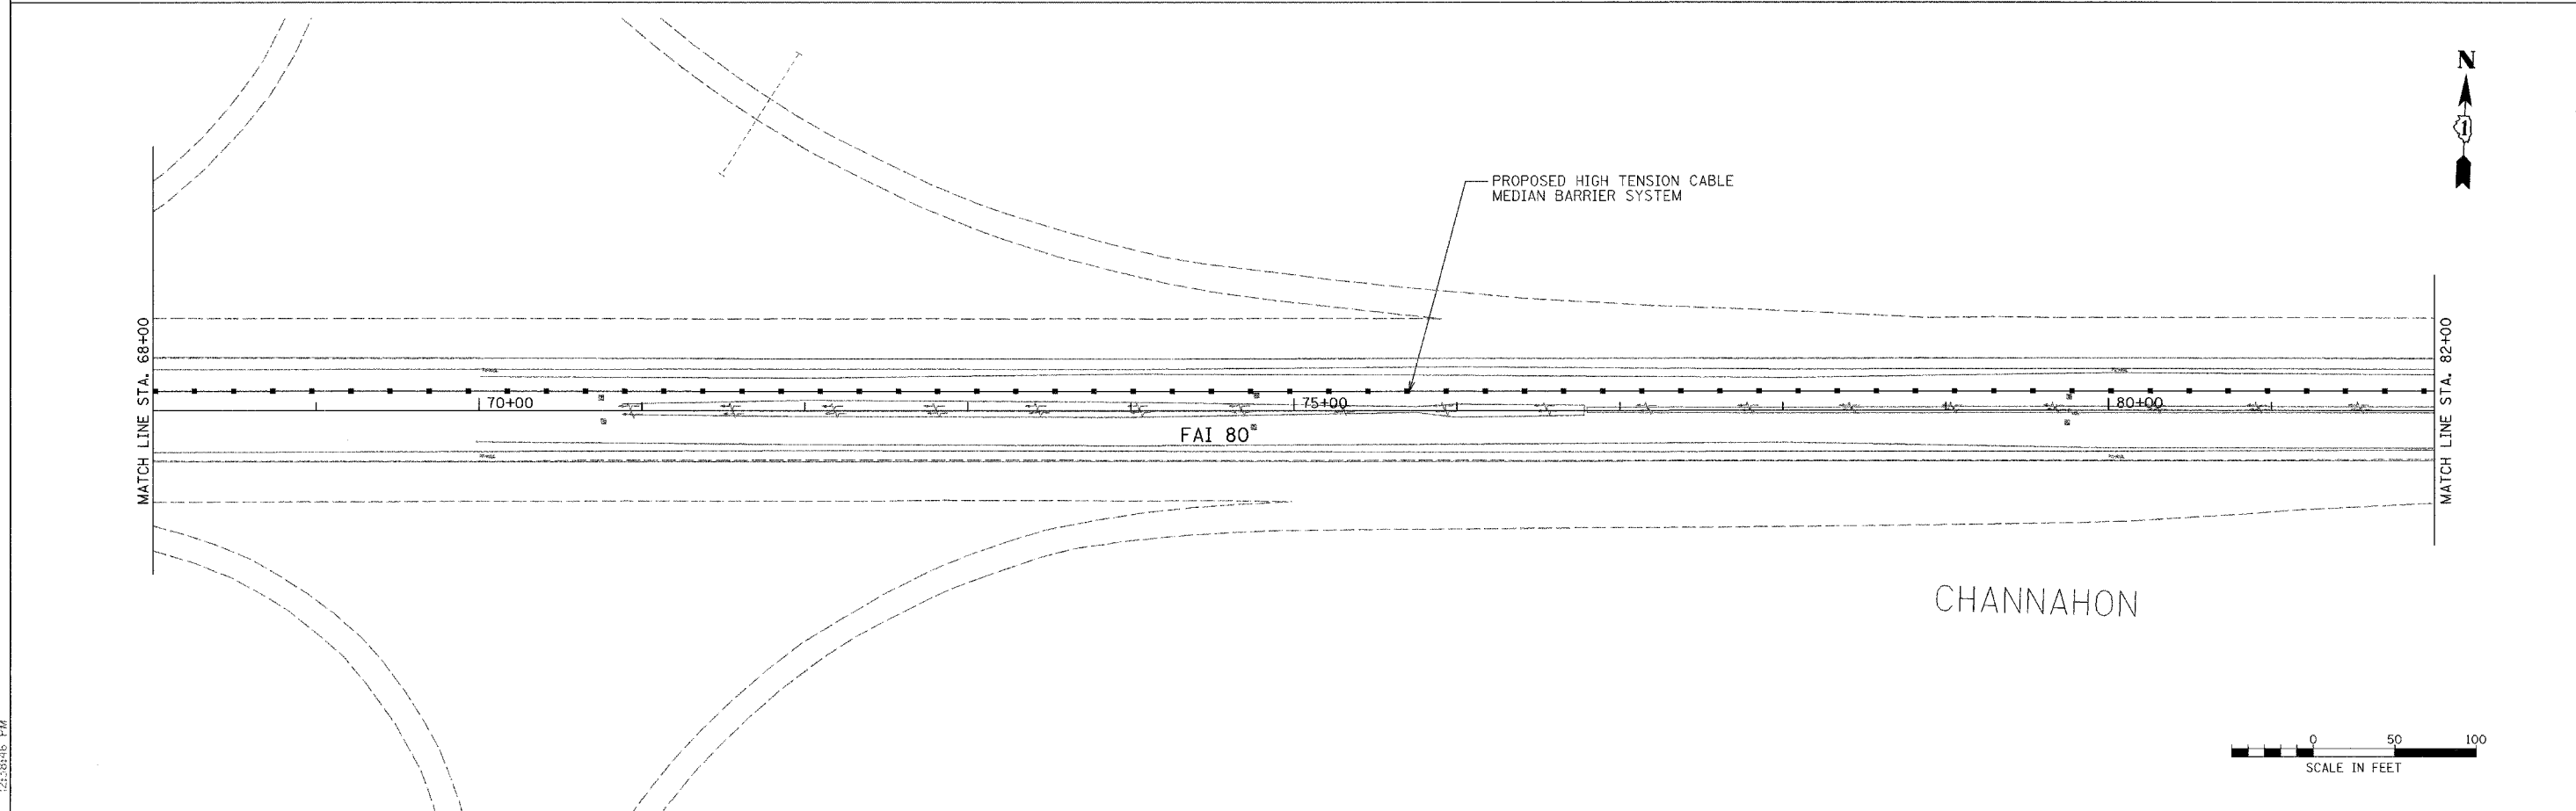 N
1
PROPOSED HIGH TENSION CABLE
MEDIAN BARRIER SYSTEM
MATCH LINE STA. 68+00
MATCH LINE STA. 82+00
70+00
75+00
80+00
FAI 80
CHANNAHON
0 50 100
SCALE IN FEET